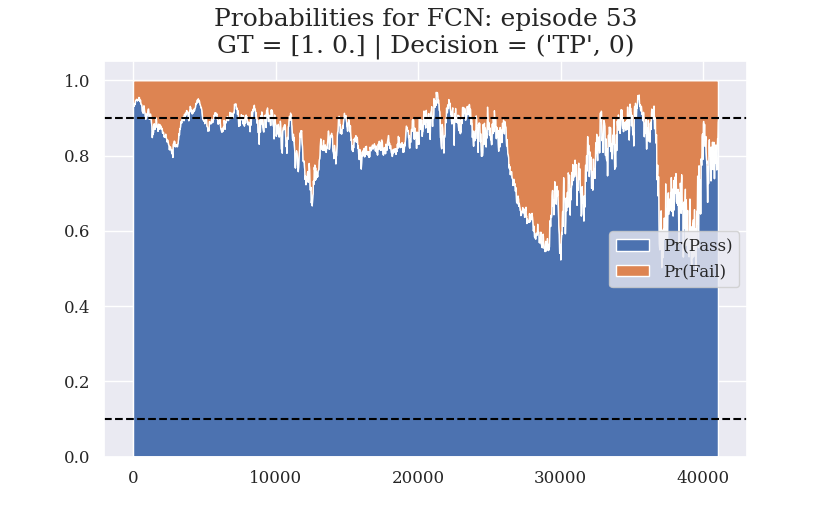 Probabilities for FCN: episode 53
GT = [1. 0.] | Decision = ('TP', 0)
1.0
0.8
0.6
0.4
0.2
0.0
Pr(Pass)
Pr(Fail)
0
10000
20000
30000
40000